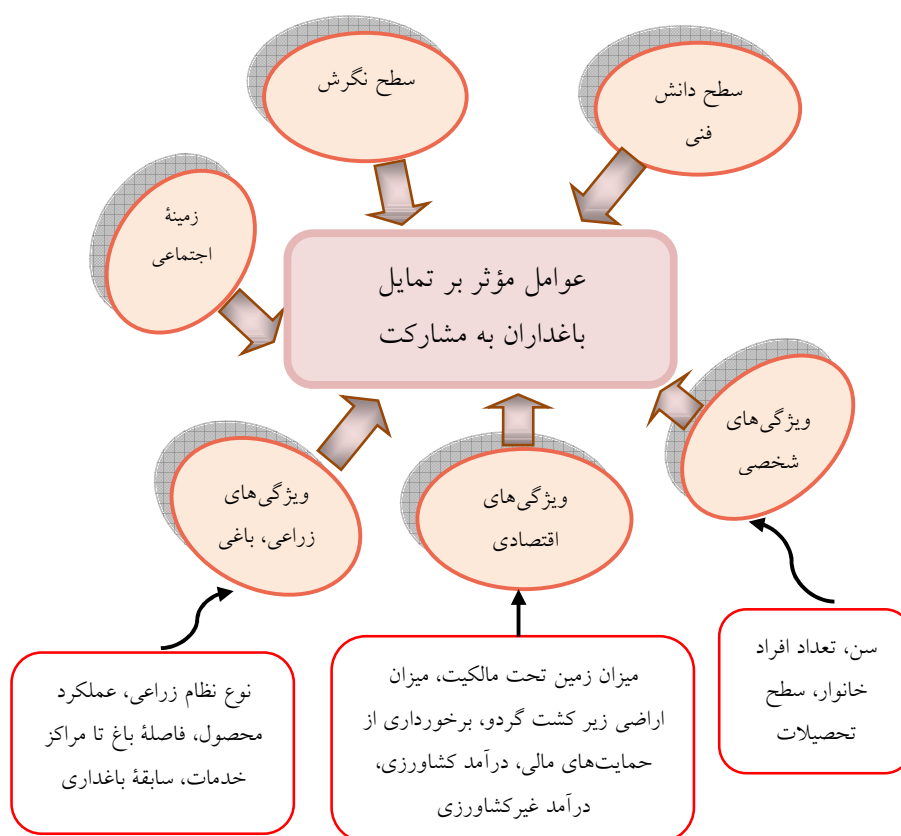 سطح نگرش
سطح دانش
فنی
زمینۀ
اجتماعی
عوامل مؤثر بر تمایل
باغداران به مشارکت
ویژگی‌های
شخصی
ویژگی‌های
اقتصادی
ویژگی‌های
زراعی، باغی
سن، تعداد افراد
خانوار، سطح
تحصیلات
میزان زمین تحت مالکیت، میزان
اراضی زیر کشت گردو، برخورداری از
حمایت‌های مالی، درآمد کشاورزی،
درآمد غیرکشاورزی
نوع نظام زراعی، عملکرد
محصول، فاصلۀ باغ تا مراکز
خدمات، سابقۀ باغداری